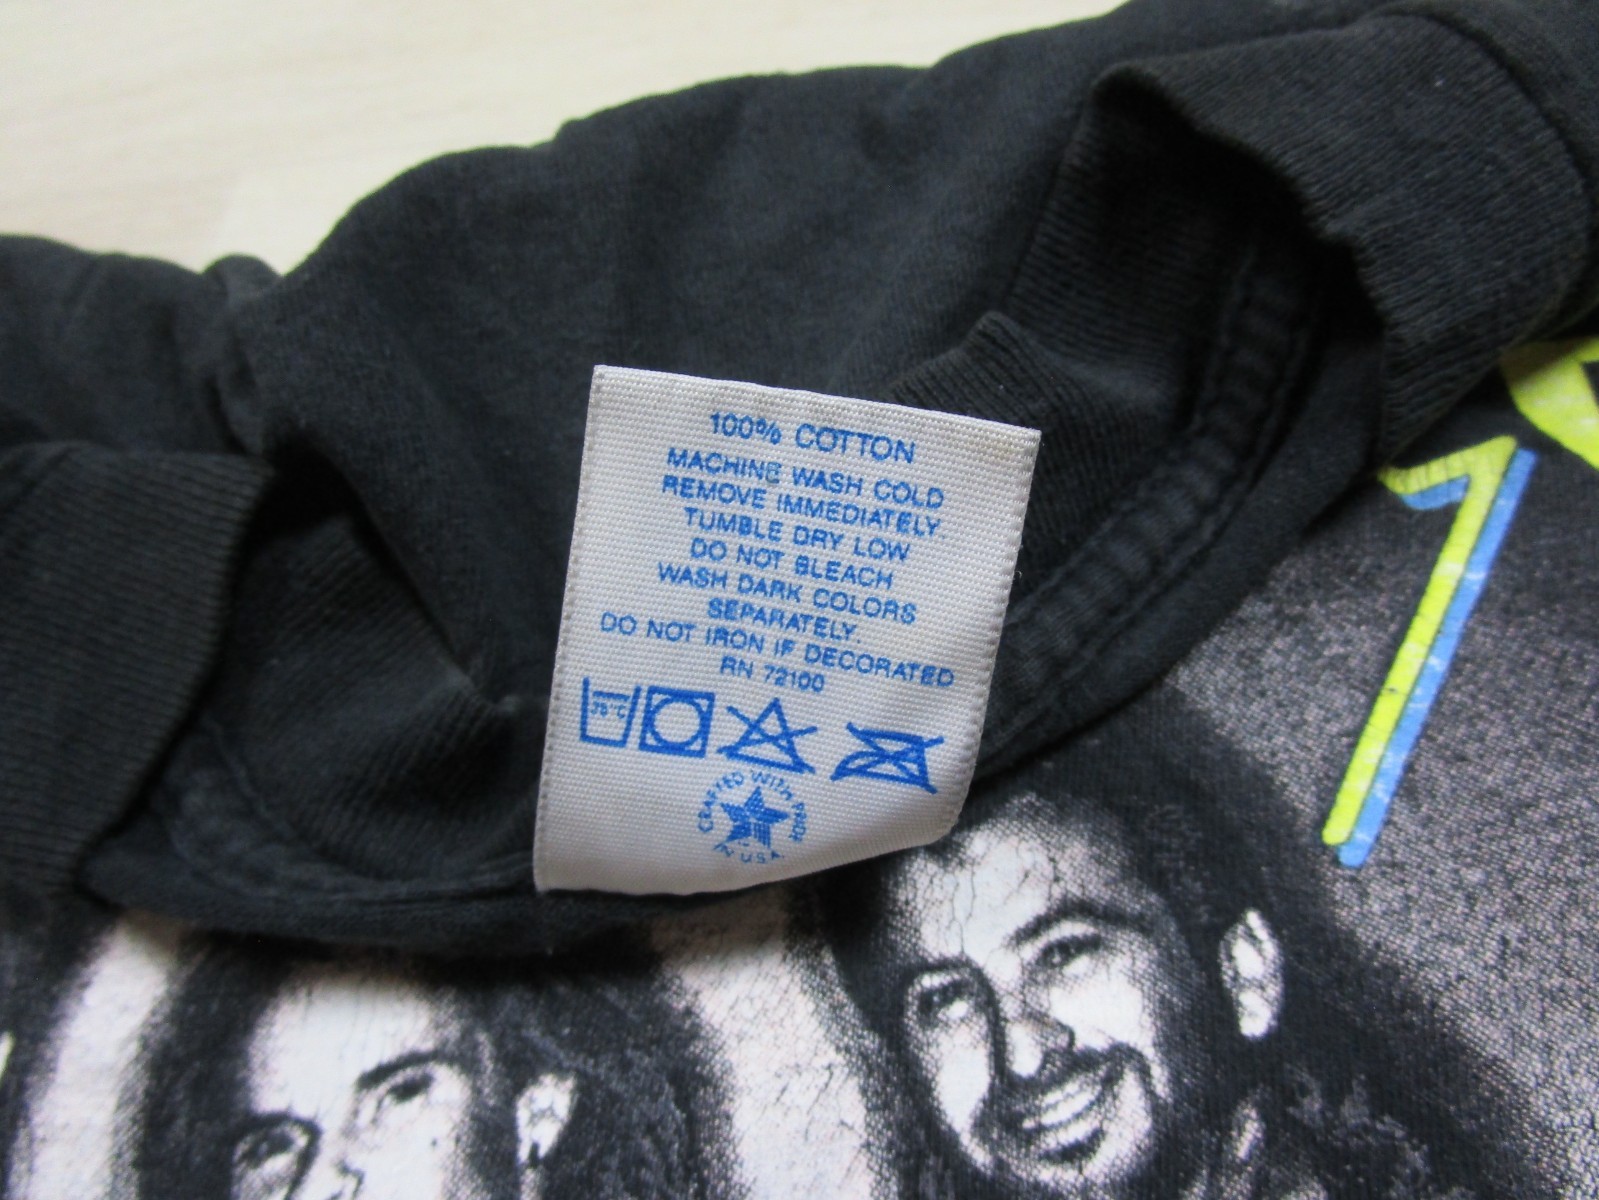 100% COTTON
MACHINE WASH COLD
REMOVE IMMEDIATELY.
TUMBLE DRY LOW
DO NOT BLEACH
WASH DARK COLORS
SEPARATELY.
DO NOT IRON IF DECORATED
RN 72100
CRAFTED WITH PRIDE
IN U.S.A.